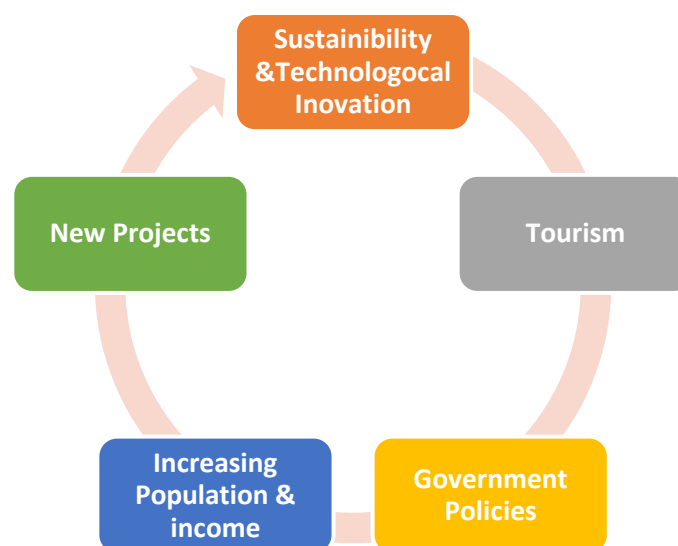 Sustainibility
&Technologocal
Inovation
Tourism
Government
Policies
Increasing
Population &
income
New Projects